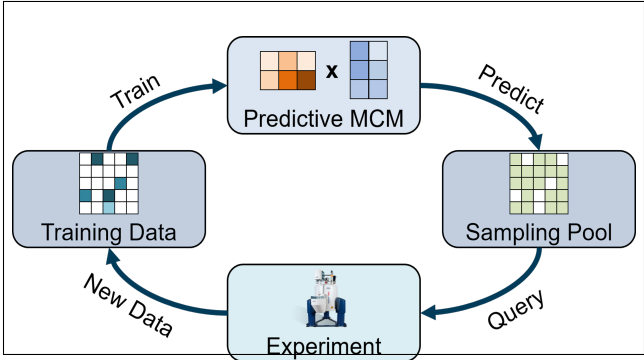 Train
x
Predictive MCM
Predict
Training Data
Sampling Pool
New Data
Query
Experiment